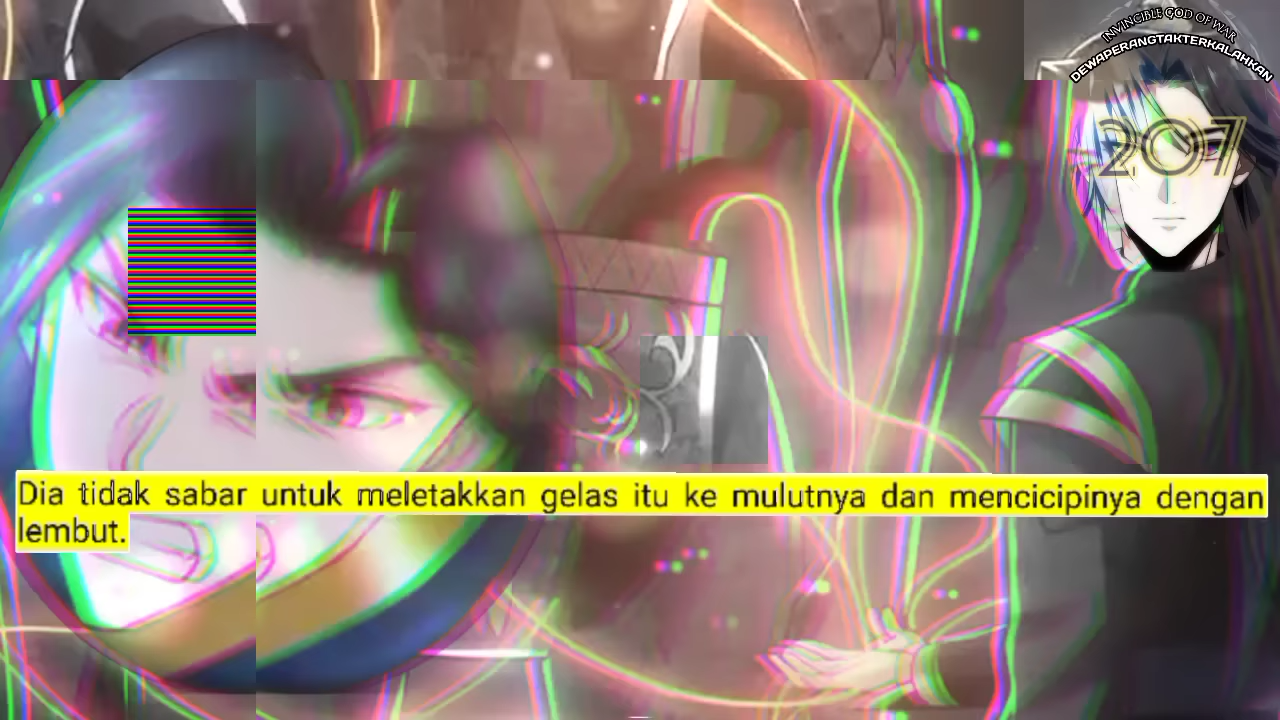 INVINCIBLE GOD OF WAR
DEWAPERANGTAKTERKALAHKAN
207
Dia tidak sabar untuk meletakkan gelas itu ke mulutnya dan mencicipinya dengan
lembut.